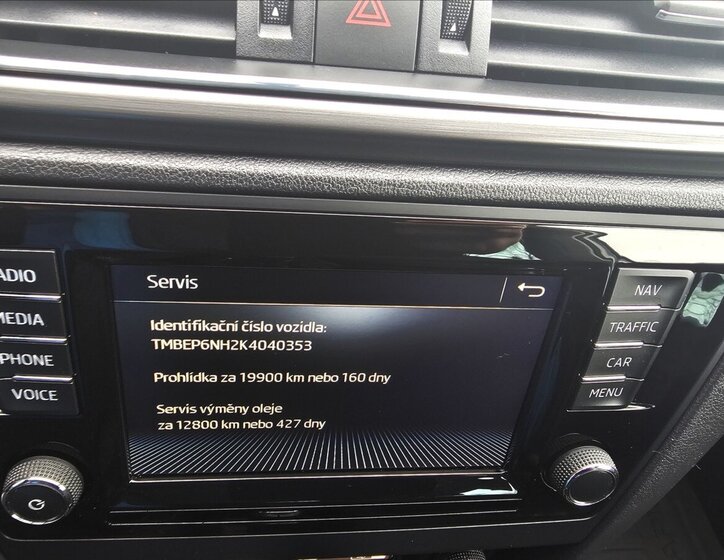 Servis
Identifikační číslo vozidla:
TMBEP6NH2K4040353
Prohlídka za 19900 km nebo 160 dny
Servis výměny oleje
za 12800 km nebo 427 dny
ADIO
MEDIA
PHONE
VOICE
NAV
TRAFFIC
CAR
MENU